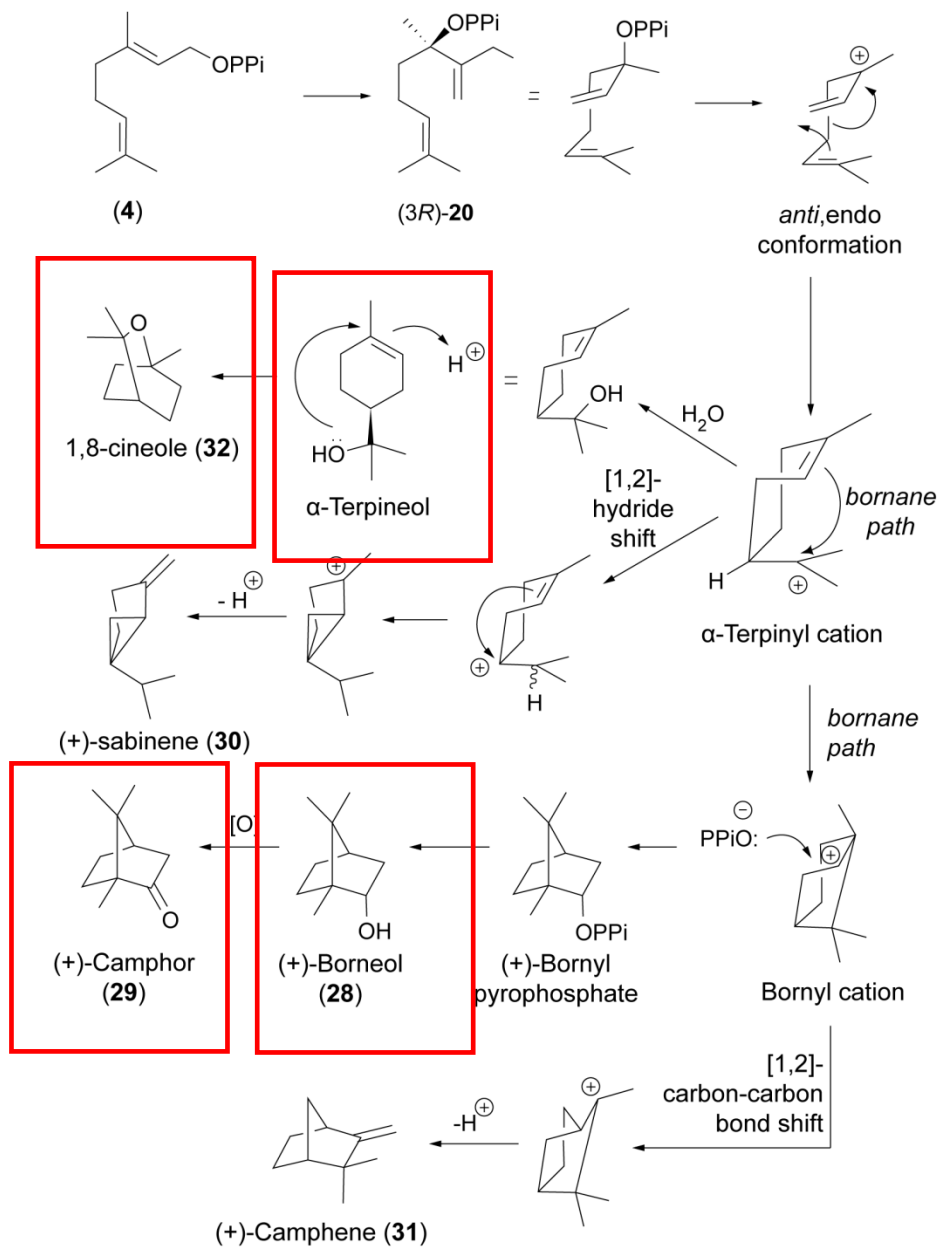 OPPi
(4)
OPPi
(3R)-20
=
OPPi
⊕
anti,endo
conformation
O
1,8-cineole (32)
H⊕
HÖ
α-Terpineol
=
OH
H₂O
[1,2]-
hydride
shift
bornane
path
H
⊕
α-Terpinyl cation
- H⊕
⊕
⊕
H
(+)-sabinene (30)
bornane
path
O
(+)-Camphor
(29)
[O]
OH
(+)-Borneol
(28)
OPPi
(+)-Bornyl
pyrophosphate
⊖
PPiO:
⊕
Bornyl cation
[1,2]-
carbon-carbon
bond shift
-H⊕
⊕
(+)-Camphene (31)